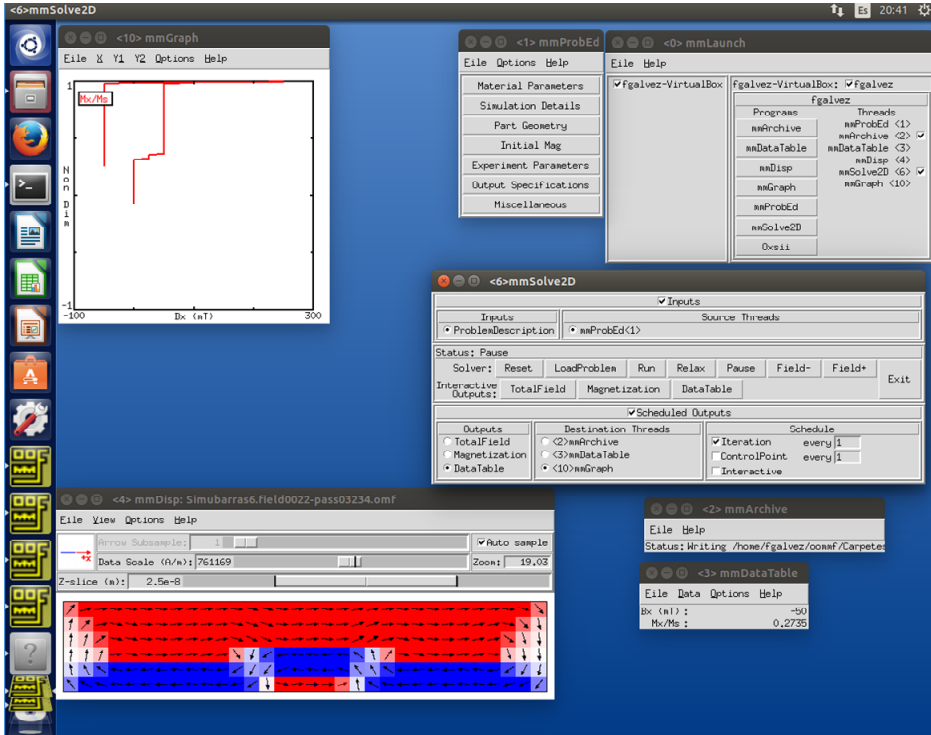 <6>mmSolve2D
Es 20:41
<10> mmGraph
File X Y1 Y2 Options Help
1
Mx/Ms
Non Dim
-1
-100 Bx (mT) 300
<1> mmProbEd
File Options Help
Material Parameters
Simulation Details
Part Geometry
Initial Mag
Experiment Parameters
Output Specifications
Miscellaneous
<0> mmLaunch
File Help
fgalvez-VirtualBox
fgalvez-VirtualBox: fgalvez
fgalvez
Programs
mmArchive
mmDataTable
mmDisp
mmGraph
mmProbEd
mmSolve2D
Oxsii
Threads
mmProbEd <1>
mmArchive <2>
mmDataTable <3>
mmDisp <4>
mmSolve2D <6>
mmGraph <10>
<6>mmSolve2D
Inputs
Inputs Source Threads
ProblemDescription mmProbEd<1>
Status: Pause
Solver: Reset LoadProblem Run Relax Pause Field- Field+
Exit
Interactive Outputs: TotalField Magnetization DataTable
Scheduled Outputs
Outputs
TotalField
Magnetization
DataTable
Destination Threads
<2>mmArchive
<3>mmDataTable
<10>mmGraph
Schedule
Iteration every 1
ControlPoint every 1
Interactive
<4> mmDisp: Simubarras6.field0022-pass03234.omf
File View Options Help
+X
Arrow Subsample: 1 Auto sample
Data Scale (A/m): 761169 Zoom: 19.03
Z-slice (m): 2.5e-8
<2> mmArchive
File Help
Status: Writing /home/fgalvez/oommf/Carpetes
<3> mmDataTable
File Data Options Help
Bx (mT) : -50
Mx/Ms : 0.2735